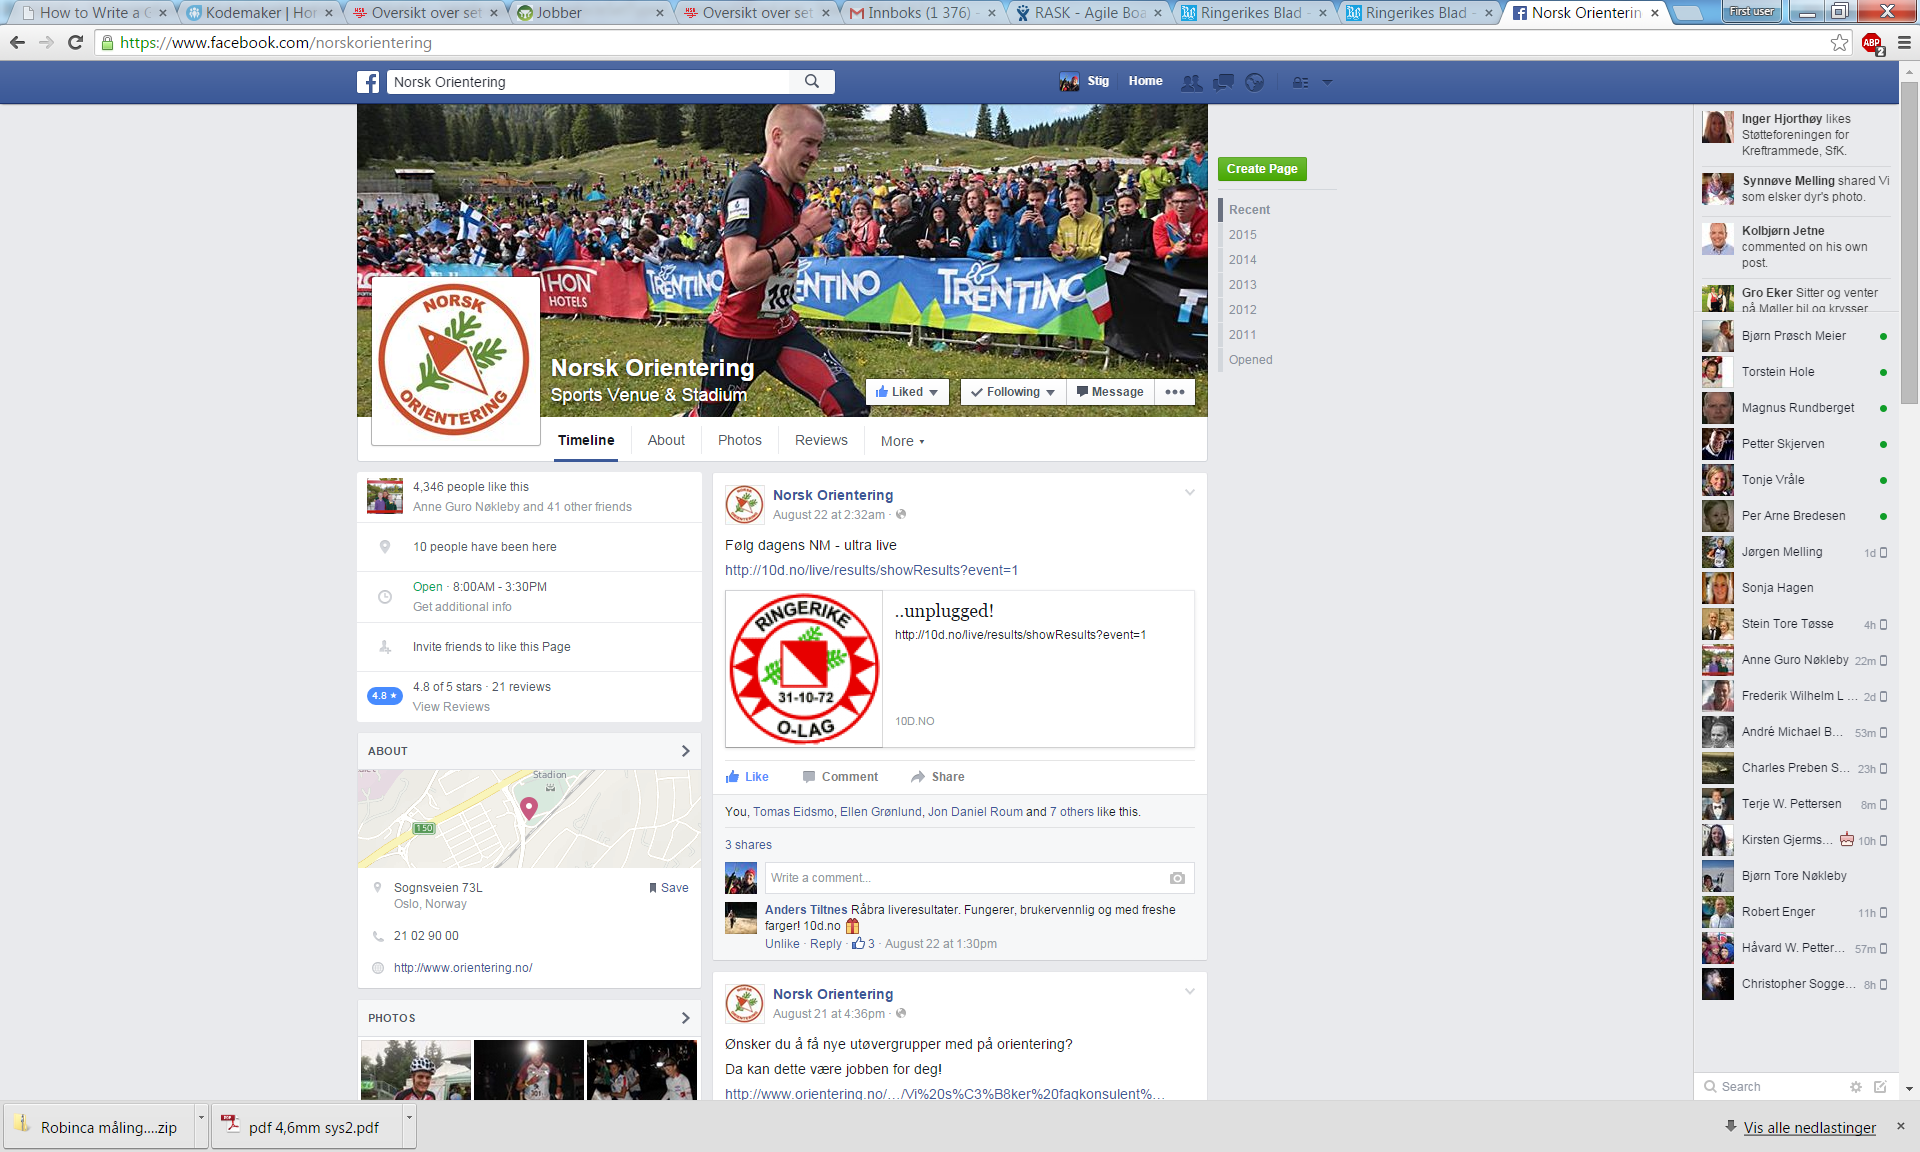 How to Write a G
Kodemaker | Hor
Oversikt over set
Jobber
Oversikt over set
Innboks (1 376) -
RASK - Agile Boa
Ringerikes Blad -
Ringerikes Blad -
Norsk Orienterin
First user
https://www.facebook.com/norskorientering
ABP
2
Norsk Orientering
Stig
Home
THON
HOTELS
TRENTINO
ENTINO
TRENTINO
NORSK
ORIENTERING
Norsk Orientering
Sports Venue & Stadium
Liked
Following
Message
Timeline
About
Photos
Reviews
More
Create Page
Recent
2015
2014
2013
2012
2011
Opened
4,346 people like this
Anne Guro Nøkleby and 41 other friends
10 people have been here
Open · 8:00AM - 3:30PM
Get additional info
Invite friends to like this Page
4.8 ★
4.8 of 5 stars · 21 reviews
View Reviews
ABOUT
Stadion
150
Sognsveien 73L
Save
Oslo, Norway
21 02 90 00
http://www.orientering.no/
PHOTOS
Norsk Orientering
August 22 at 2:32am ·
Følg dagens NM - ultra live
http://10d.no/live/results/showResults?event=1
RINGERIKE
31-10-72
O-LAG
..unplugged!
http://10d.no/live/results/showResults?event=1
10D.NO
Like
Comment
Share
You, Tomas Eidsmo, Ellen Grønlund, Jon Daniel Roum and 7 others like this.
3 shares
Write a comment...
Anders Tiltnes Råbra liveresultater. Fungerer, brukervennlig og med freshe
farger! 10d.no
Unlike · Reply · 3 · August 22 at 1:30pm
Norsk Orientering
August 21 at 4:36pm ·
Ønsker du å få nye utøvergrupper med på orientering?
Da kan dette være jobben for deg!
http://www.orientering.no/…/Vi%20s%C3%B8ker%20fagkonsulent%…
Inger Hjorthøy likes
Støtteforeningen for
Kreftrammede, SfK.
Synnøve Melling shared Vi
som elsker dyr's photo.
Kolbjørn Jetne
commented on his own
post.
Gro Eker Sitter og venter
på Møller bil og krysser
Bjørn Prøsch Meier
Torstein Hole
Magnus Rundberget
Petter Skjerven
Tonje Vråle
Per Arne Bredesen
Jørgen Melling 1d
Sonja Hagen
Stein Tore Tøsse 4h
Anne Guro Nøkleby 22m
Frederik Wilhelm L... 2d
André Michael B... 53m
Charles Preben S... 23h
Terje W. Pettersen 8m
Kirsten Gjerms... 10h
Bjørn Tore Nøkleby
Robert Enger 11h
Håvard W. Petter... 57m
Christopher Sogge... 8h
Search
Robinca måling....zip
pdf 4,6mm sys2.pdf
Vis alle nedlastinger